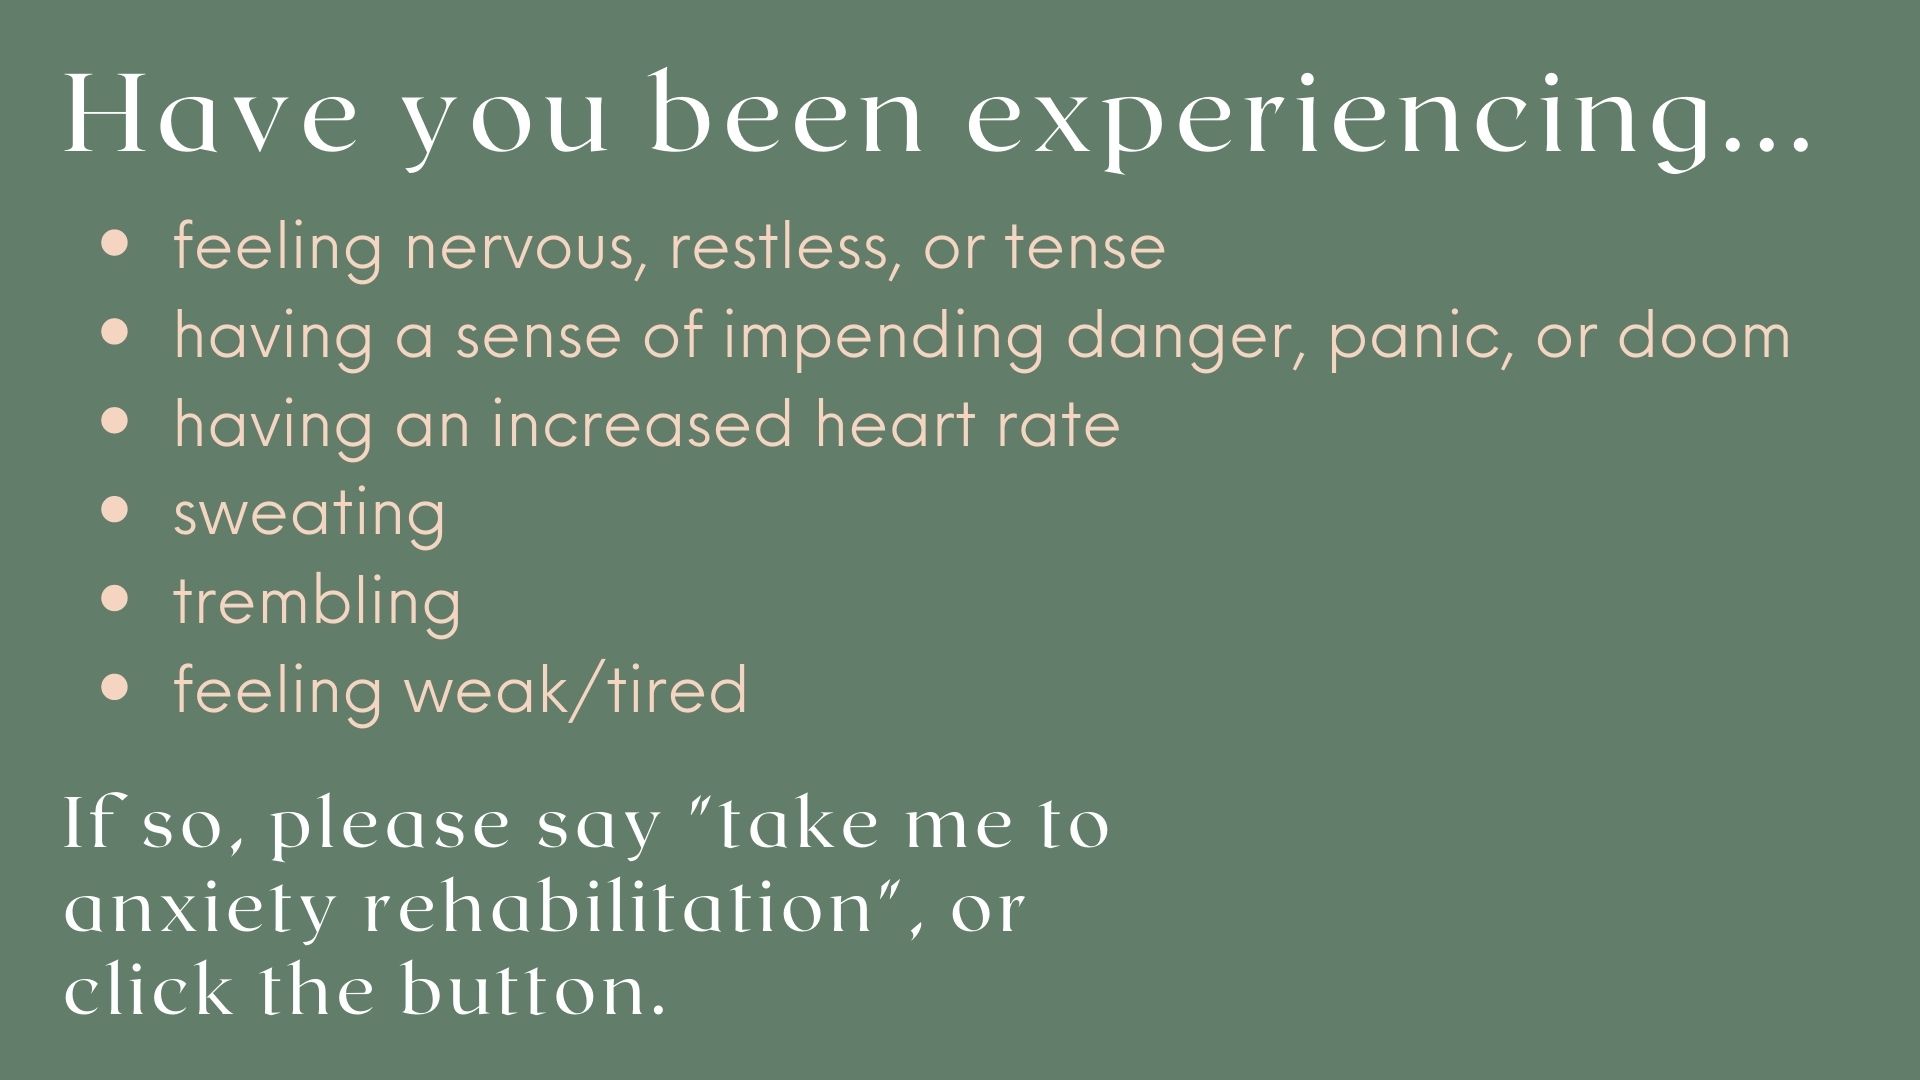 Have you been experiencing...
• feeling nervous, restless, or tense
• having a sense of impending danger, panic, or doom
• having an increased heart rate
• sweating
• trembling
• feeling weak/tired
If so, please say "take me to
anxiety rehabilitation", or
click the button.